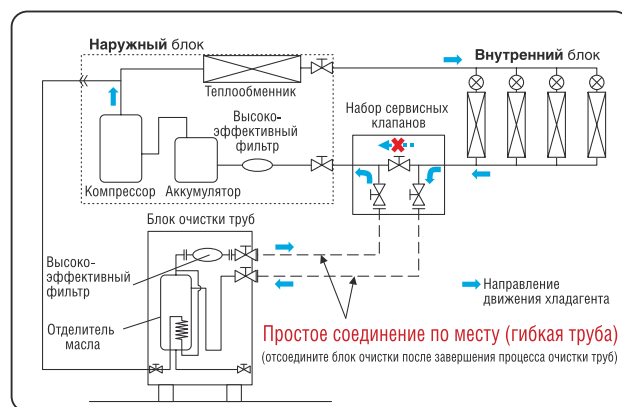 Наружный блок
Внутренний блок
Теплообменник
Высоко-
эффективный
фильтр
Набор сервисных
клапанов
Компрессор
Аккумулятор
Блок очистки труб
Высоко-
эффективный
фильтр
Отделитель
масла
Направление
движения хладагента
Простое соединение по месту (гибкая труба)
(отсоедините блок очистки после завершения процесса очистки труб)